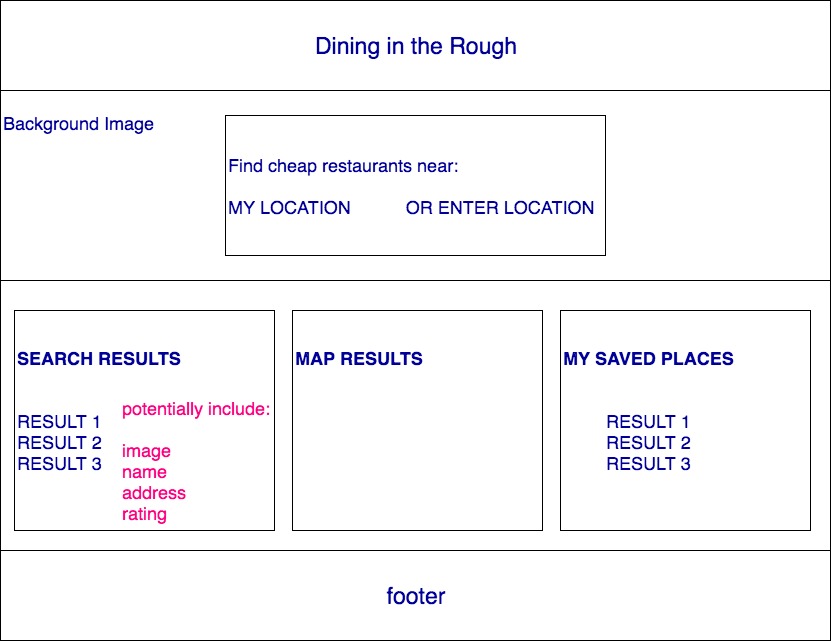 Dining in the Rough
Background Image
Find cheap restaurants near:
MY LOCATION OR ENTER LOCATION
SEARCH RESULTS
RESULT 1
RESULT 2
RESULT 3
potentially include:
image
name
address
rating
MAP RESULTS
MY SAVED PLACES
RESULT 1
RESULT 2
RESULT 3
footer